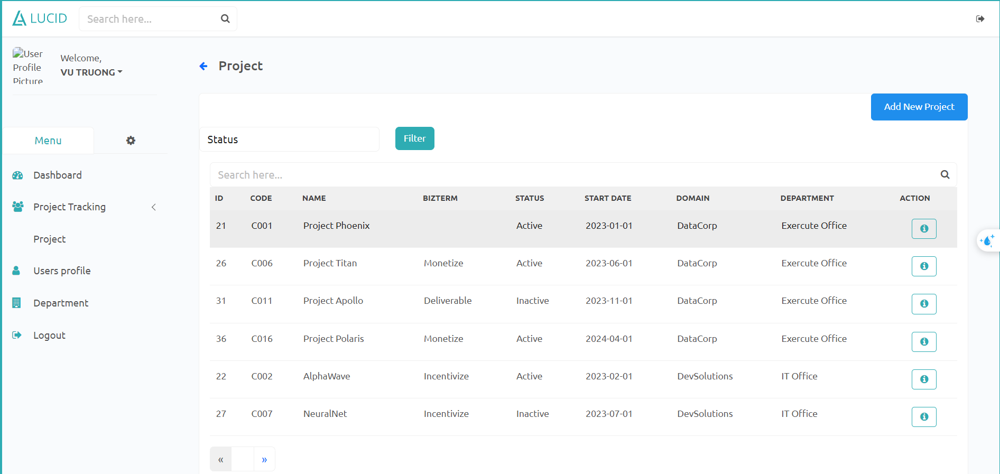 LUCID
Search here...
User
Profile
Picture
Welcome,
VU TRUONG
Project
Add New Project
Menu
Status
Filter
Dashboard
Project Tracking
Project
Users profile
Department
Logout
Search here...
ID CODE NAME BIZTERM STATUS START DATE DOMAIN DEPARTMENT ACTION
21 C001 Project Phoenix Active 2023-01-01 DataCorp Exercute Office
26 C006 Project Titan Monetize Active 2023-06-01 DataCorp Exercute Office
31 C011 Project Apollo Deliverable Inactive 2023-11-01 DataCorp Exercute Office
36 C016 Project Polaris Monetize Active 2024-04-01 DataCorp Exercute Office
22 C002 AlphaWave Incentivize Active 2023-02-01 DevSolutions IT Office
27 C007 NeuralNet Incentivize Inactive 2023-07-01 DevSolutions IT Office
« »